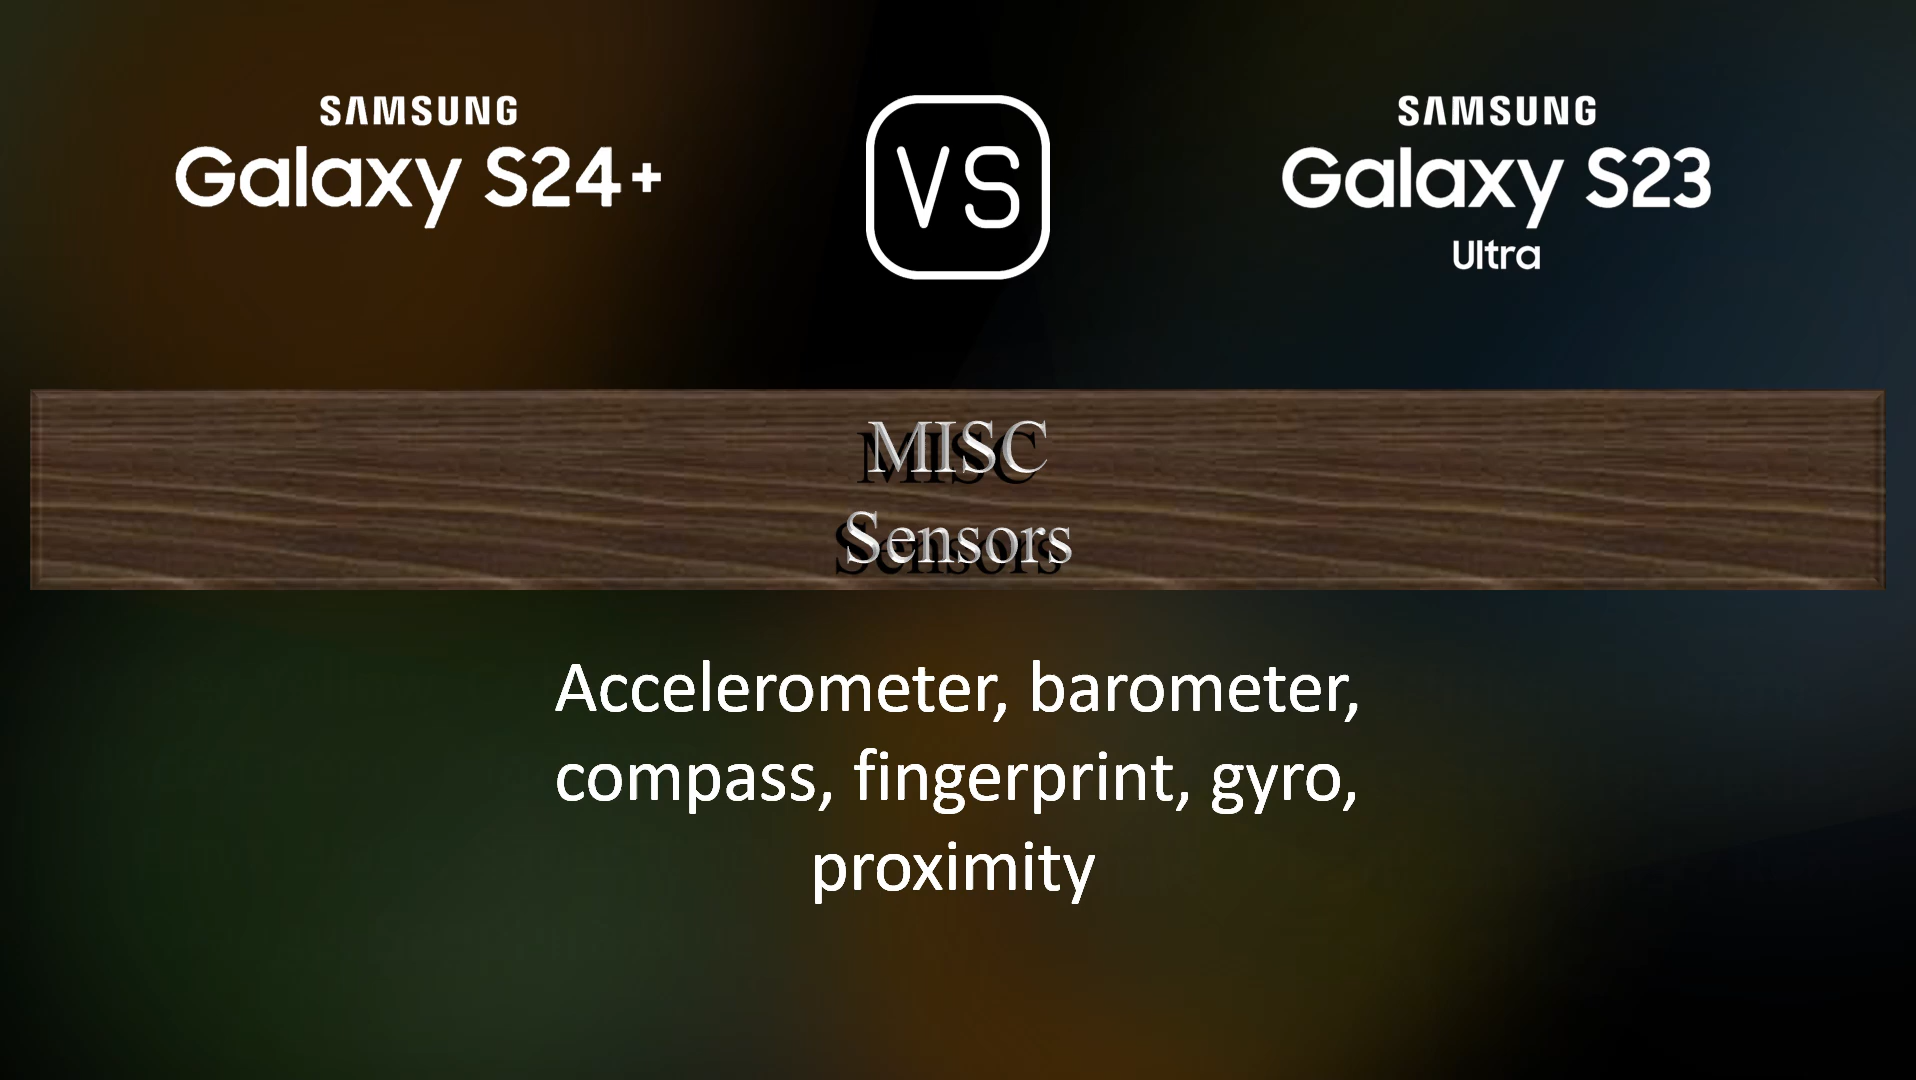 SAMSUNG
Galaxy S24+
VS
SAMSUNG
Galaxy S23
Ultra
MISC
Sensors
Accelerometer, barometer,
compass, fingerprint, gyro,
proximity